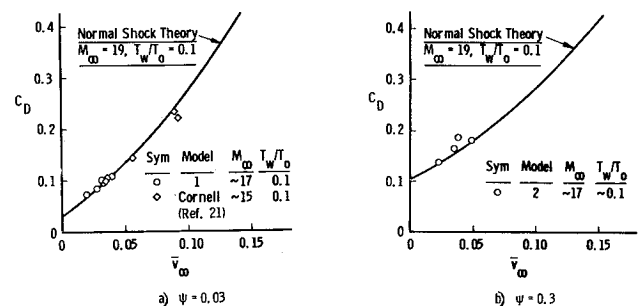 Normal Shock Theory
M∞ = 19, T_w/T_o = 0.1
0.4
0.3
C_D
0.2
0.1
0
0
0.05
0.10
0.15
v̅∞
Sym Model M∞ T_w/T_o
○ 1 ~17 0.1
◇ Cornell ~15 0.1
(Ref. 21)
a) ψ = 0.03
Normal Shock Theory
M∞ = 19, T_w/T_o = 0.1
0.4
0.3
C_D
0.2
0.1
0
0
0.05
0.10
0.15
v̅∞
Sym Model M∞ T_w/T_o
○ 2 ~17 ~0.1
b) ψ = 0.3